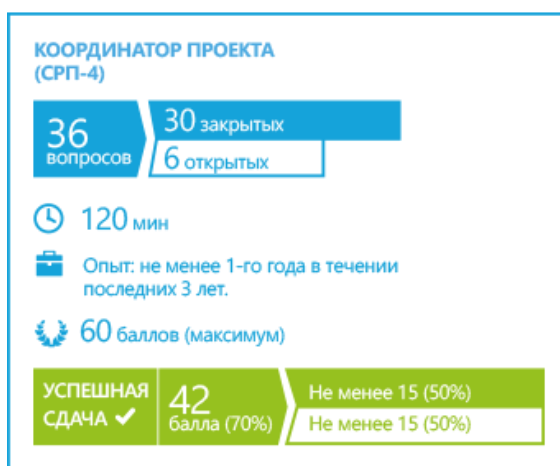 КООРДИНАТОР ПРОЕКТА
(СРП-4)
36
вопросов
30 закрытых
6 открытых
120 мин
Опыт: не менее 1-го года в течении
последних 3 лет.
60 баллов (максимум)
УСПЕШНАЯ
СДАЧА ✔
42
балла (70%)
Не менее 15 (50%)
Не менее 15 (50%)